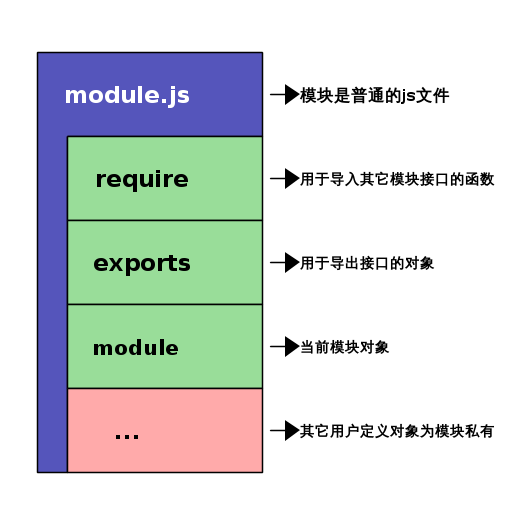 module.js
模块是普通的js文件
require
用于导入其它模块接口的函数
exports
用于导出接口的对象
module
当前模块对象
...
其它用户定义对象为模块私有